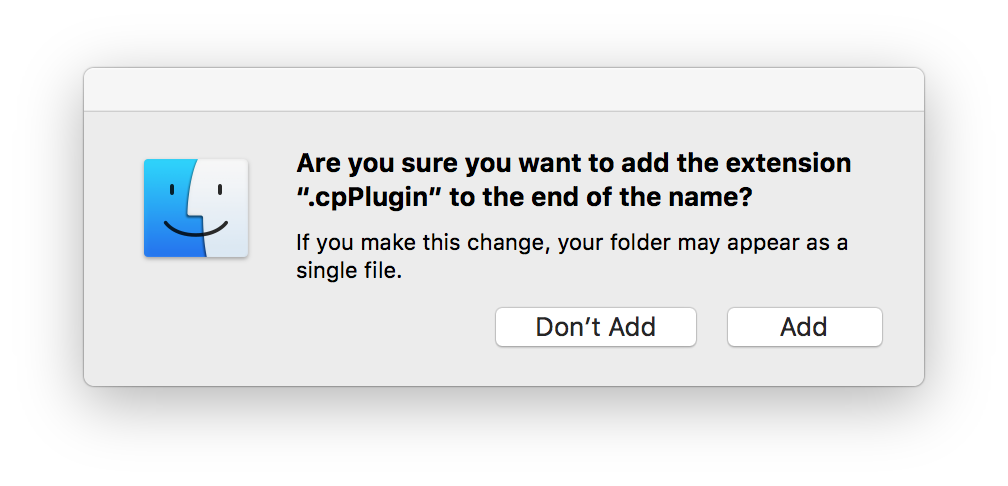 Are you sure you want to add the extension
“.cpPlugin” to the end of the name?
If you make this change, your folder may appear as a
single file.
Don’t Add
Add